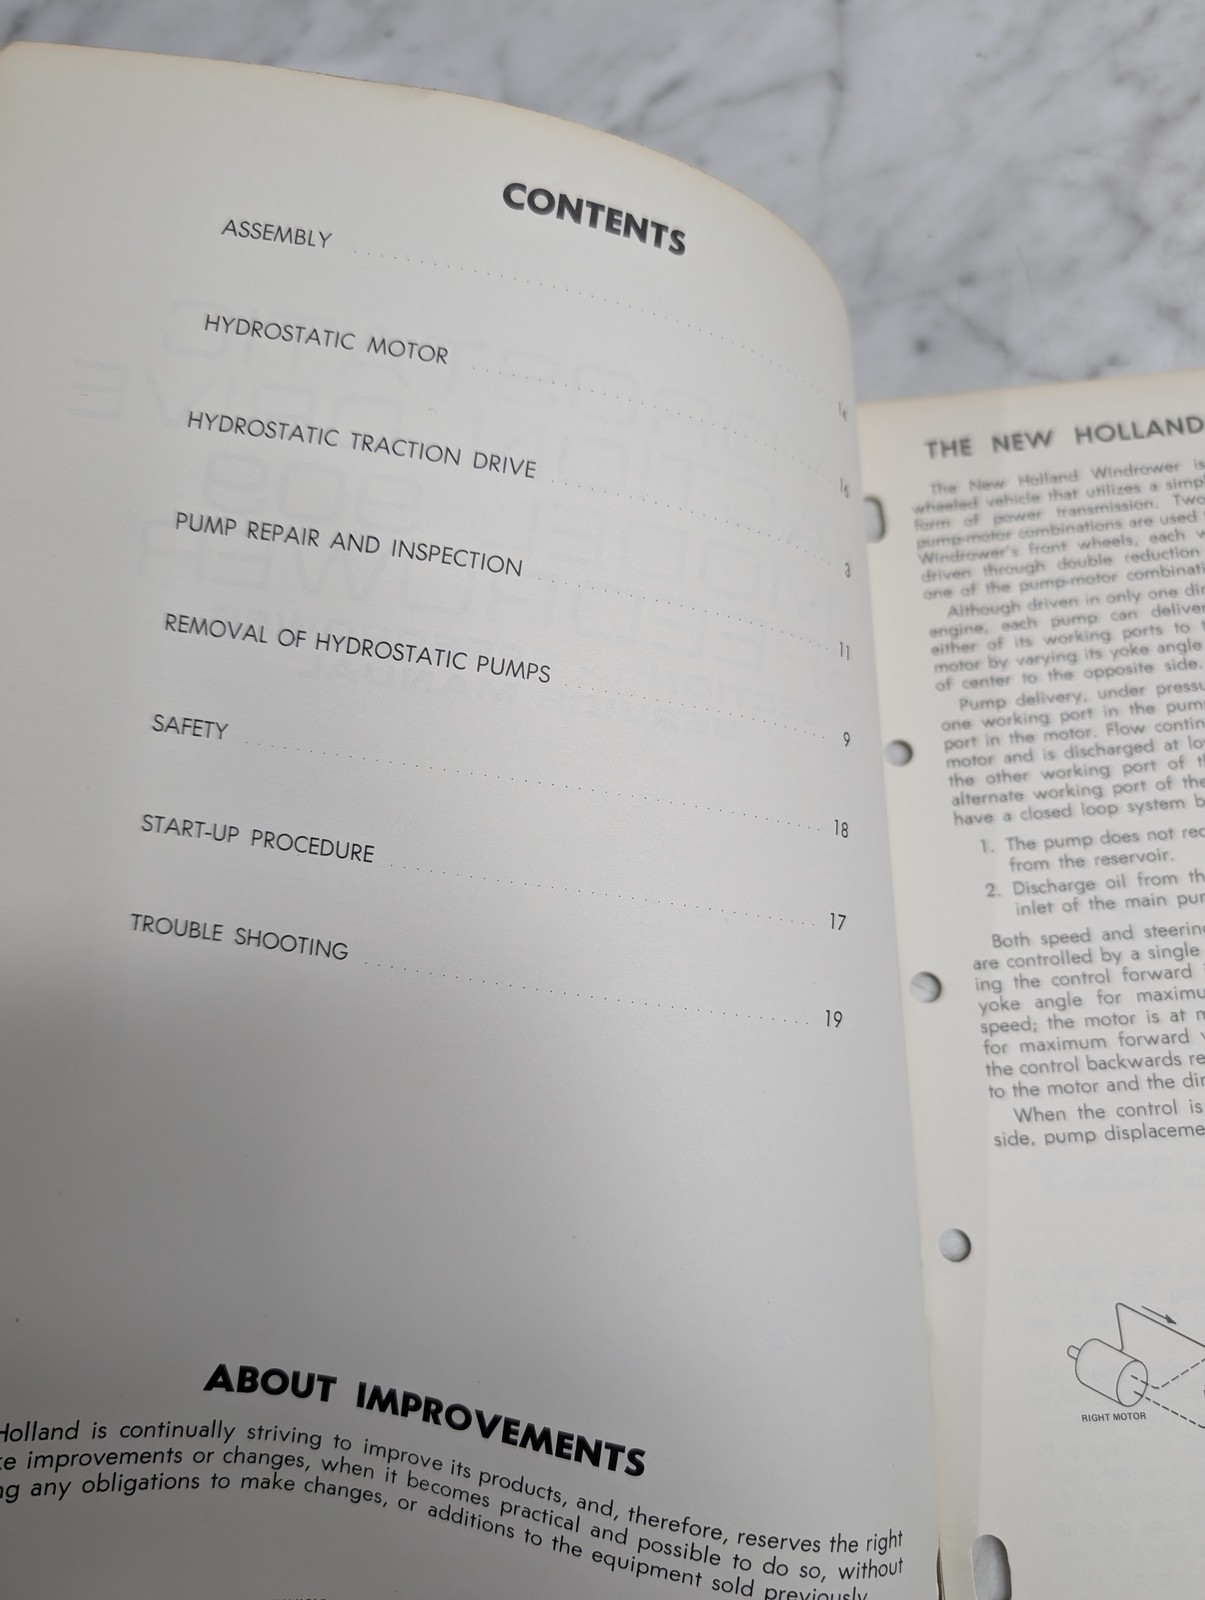 CONTENTS
ASSEMBLY
HYDROSTATIC MOTOR
HYDROSTATIC TRACTION DRIVE 3
PUMP REPAIR AND INSPECTION 11
REMOVAL OF HYDROSTATIC PUMPS 9
SAFETY 18
START-UP PROCEDURE 17
TROUBLE SHOOTING 19
ABOUT IMPROVEMENTS
Holland is continually striving to improve its products, and, therefore, reserves the right
improvements or changes, when it becomes practical and possible to do so, without
any obligations to make changes, or additions to the equipment sold previously.
THE NEW HOLLAND
The New Holland Windrower is
wheeled vehicle that utilizes a simpl
form of power transmission. Two
pump-motor combinations are used
Windrower's front wheels, each w
driven through double reduction
one of the pump-motor combinati
Although driven in only one dir
engine, each pump can deliver
either of its working ports to t
motor by varying its yoke angle
of center to the opposite side.
Pump delivery, under pressu
one working port in the pum
port in the motor. Flow contin
motor and is discharged at lo
the other working port of th
alternate working port of the
have a closed loop system b
1. The pump does not rec
from the reservoir.
2. Discharge oil from th
inlet of the main pur
Both speed and steering
are controlled by a single
ing the control forward
yoke angle for maximu
speed; the motor is at m
for maximum forward v
the control backwards re
to the motor and the dir
When the control is
side, pump displaceme
RIGHT MOTOR